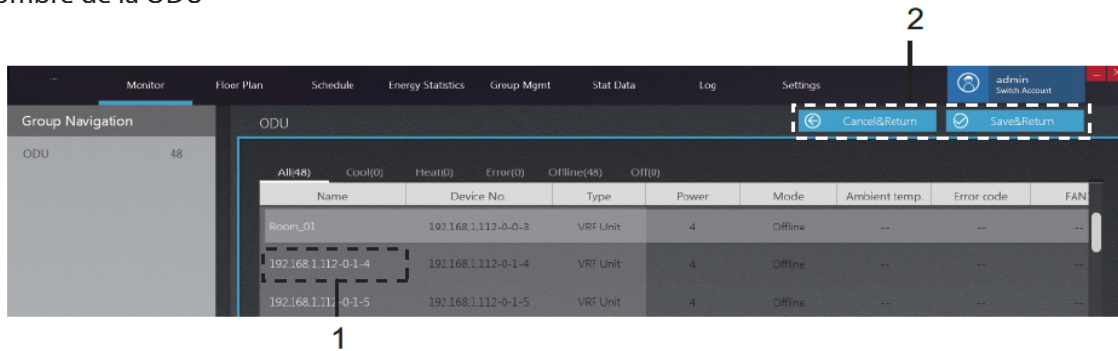 ombre de la ODU
2
Monitor Floor Plan Schedule Energy Statistics Group Mgmt Stat Data Log Settings admin
Switch Account
Group Navigation ODU Cancel&Return Save&Return
ODU 48
All(48) Cool(0) Heat(0) Error(0) Offline(48) Off(0)
Name Device No. Type Power Mode Ambient temp. Error code FAN
Room_01 192.168.1.112-0-0-3 VRF Unit 4 Offline -- -- --
192.168.1.112-0-1-4 192.168.1.112-0-1-4 VRF Unit 4 Offline -- -- --
192.168.1.112-0-1-5 192.168.1.112-0-1-5 VRF Unit 4 Offline -- -- --
1